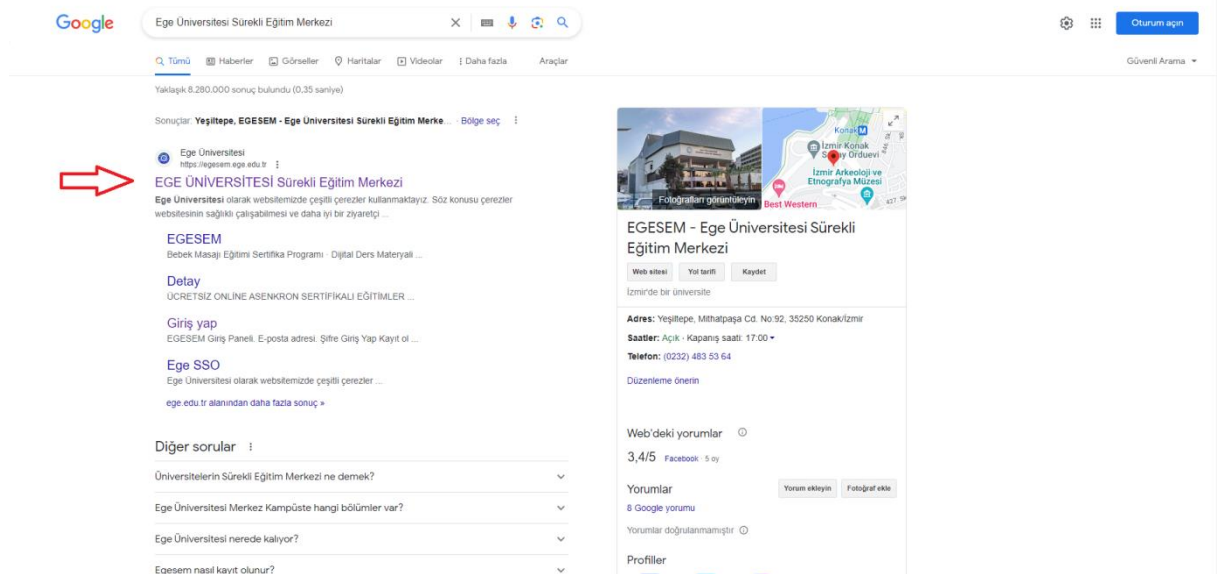 Google
Ege Üniversitesi Sürekli Eğitim Merkezi
Oturum açın
Tümü Haberler Görseller Haritalar Videolar Daha fazla Araçlar
Güvenli Arama
Yaklaşık 8.280.000 sonuç bulundu (0,35 saniye)
Sonuçlar: Yeşiltepe, EGESEM - Ege Üniversitesi Sürekli Eğitim Merke... · Bölge seç
Ege Üniversitesi
https://egesem.ege.edu.tr
EGE ÜNİVERSİTESİ Sürekli Eğitim Merkezi
Ege Üniversitesi olarak websitemizde çeşitli çerezler kullanmaktayız. Söz konusu çerezler
websitesinin sağlıklı çalışabilmesi ve daha iyi bir ziyaretçi ...
EGESEM
Bebek Masajı Eğitimi Sertifika Programı · Dijital Ders Materyali ...
Detay
ÜCRETSİZ ONLİNE ASENKRON SERTİFİKALI EĞİTİMLER ...
Giriş yap
EGESEM Giriş Paneli. E-posta adresi. Şifre Giriş Yap Kayıt ol ...
Ege SSO
Ege Üniversitesi olarak websitemizde çeşitli çerezler ...
ege.edu.tr alanından daha fazla sonuç »
Diğer sorular
Üniversitelerin Sürekli Eğitim Merkezi ne demek?
Ege Üniversitesi Merkez Kampüste hangi bölümler var?
Ege Üniversitesi nerede kalıyor?
Egesem nasıl kayıt olunur?
Fotoğrafları görüntüleyin
Konak
İzmir Konak
Orduevi
İzmir Arkeoloji ve
Etnografya Müzesi
Best Western
EGESEM - Ege Üniversitesi Sürekli
Eğitim Merkezi
Web sitesi Yol tarifi Kaydet
İzmir'de bir üniversite
Adres: Yeşiltepe, Mithatpaşa Cd. No:92, 35250 Konak/İzmir
Saatler: Açık · Kapanış saati: 17:00
Telefon: (0232) 483 53 64
Düzenleme önerin
Web'deki yorumlar
3,4/5 Facebook · 5 oy
Yorumlar Yorum ekleyin Fotoğraf ekle
8 Google yorumu
Yorumlar doğrulanmamıştır
Profiller